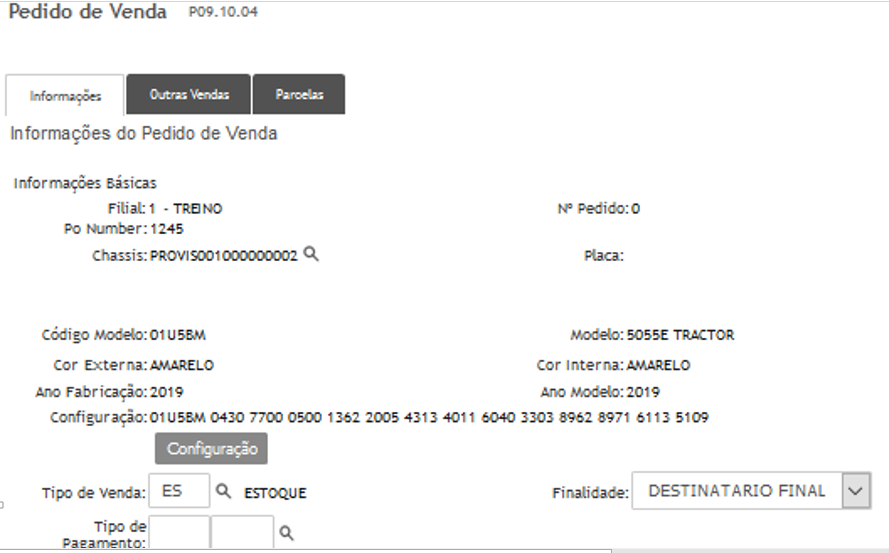 Pedido de Venda P09.10.04
Informações Outras Vendas Parcelas
Informações do Pedido de Venda
Informações Básicas
Filial: 1 - TREINO Nº Pedido: 0
Po Number: 1245
Chassis: PROVIS001000000002 Placa:
Código Modelo: 01U5BM Modelo: 5055E TRACTOR
Cor Externa: AMARELO Cor Interna: AMARELO
Ano Fabricação: 2019 Ano Modelo: 2019
Configuração: 01U5BM 0430 7700 0500 1362 2005 4313 4011 6040 3303 8962 8971 6113 5109
Configuração
Tipo de Venda: ES ESTOQUE Finalidade: DESTINATARIO FINAL
Tipo de
Pagamento: